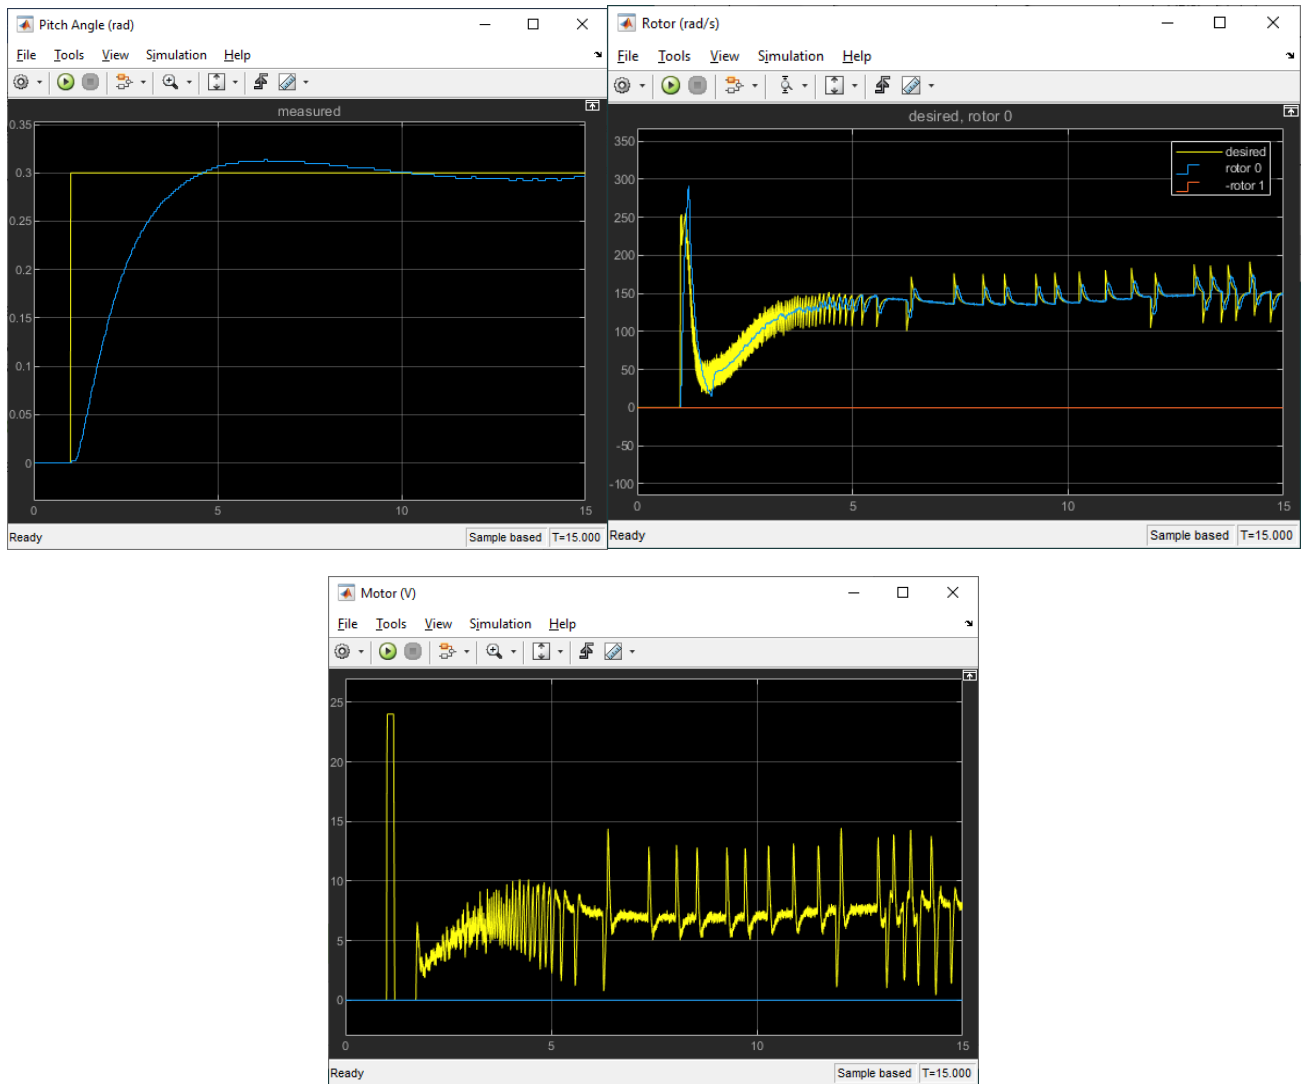 Pitch Angle (rad)
File Tools View Simulation Help
measured
0.35
0.3
0.25
0.2
0.15
0.1
0.05
0
0 5 10 15
Ready Sample based T=15.000
Rotor (rad/s)
File Tools View Simulation Help
desired, rotor 0
desired
rotor 0
-rotor 1
350
300
250
200
150
100
50
0
-50
-100
0 5 10 15
Ready Sample based T=15.000
Motor (V)
File Tools View Simulation Help
25
20
15
10
5
0
0 5 10 15
Ready Sample based T=15.000